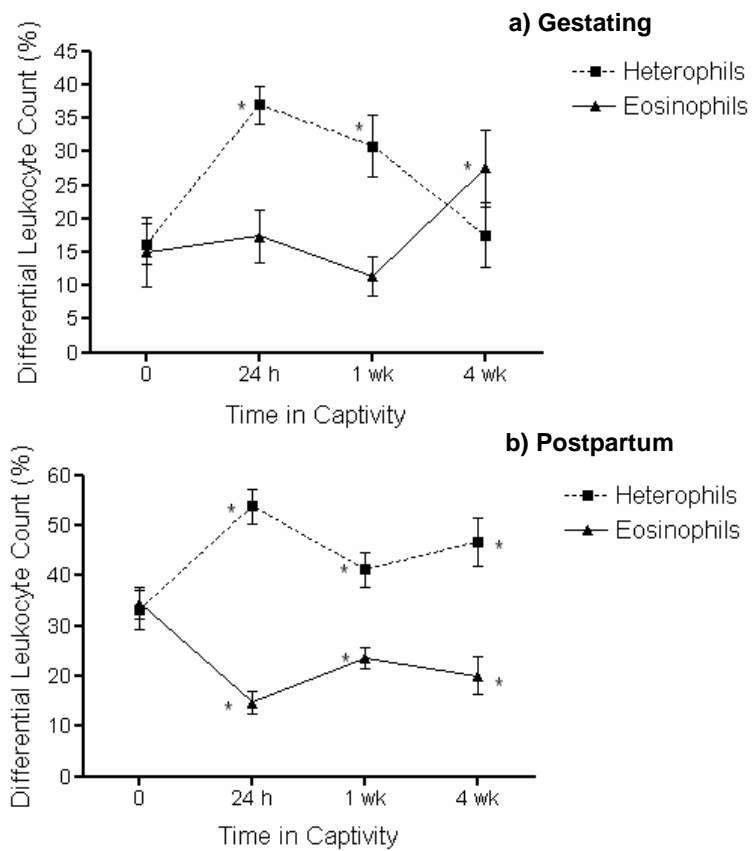 a) Gestating
Heterophils
Eosinophils
Differential Leukocyte Count (%)
45
40
35
30
25
20
15
10
5
0
0 24 h 1 wk 4 wk
* * *
Time in Captivity
b) Postpartum
Heterophils
Eosinophils
Differential Leukocyte Count (%)
60
50
40
30
20
10
0
* * *
* * *
0 24 h 1 wk 4 wk
Time in Captivity